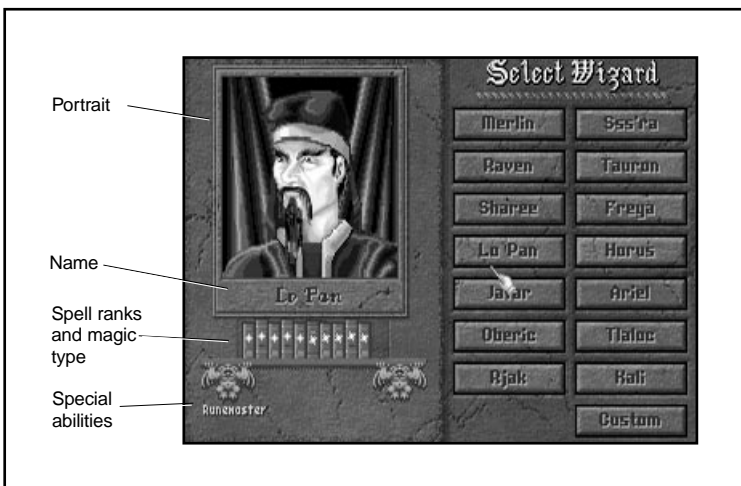 Portrait
Name
Spell ranks
and magic
type
Special
abilities
Lo Pan
Runemaster
Select Wizard
Merlin
Sss'ra
Raven
Tauron
Sharee
Freya
Lo Pan
Horus
Jafar
Ariel
Oberic
Tlaloc
Rjak
Kali
Custom